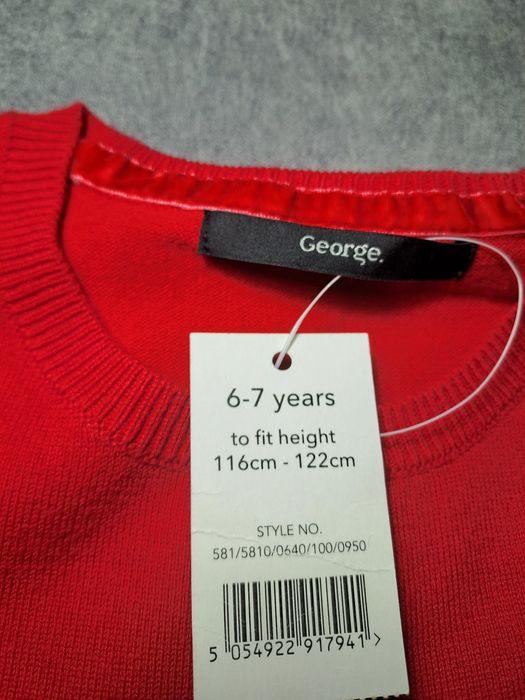 George.
6-7 years
to fit height
116cm - 122cm
STYLE NO.
581/5810/0640/100/0950
5 054922 917941 >